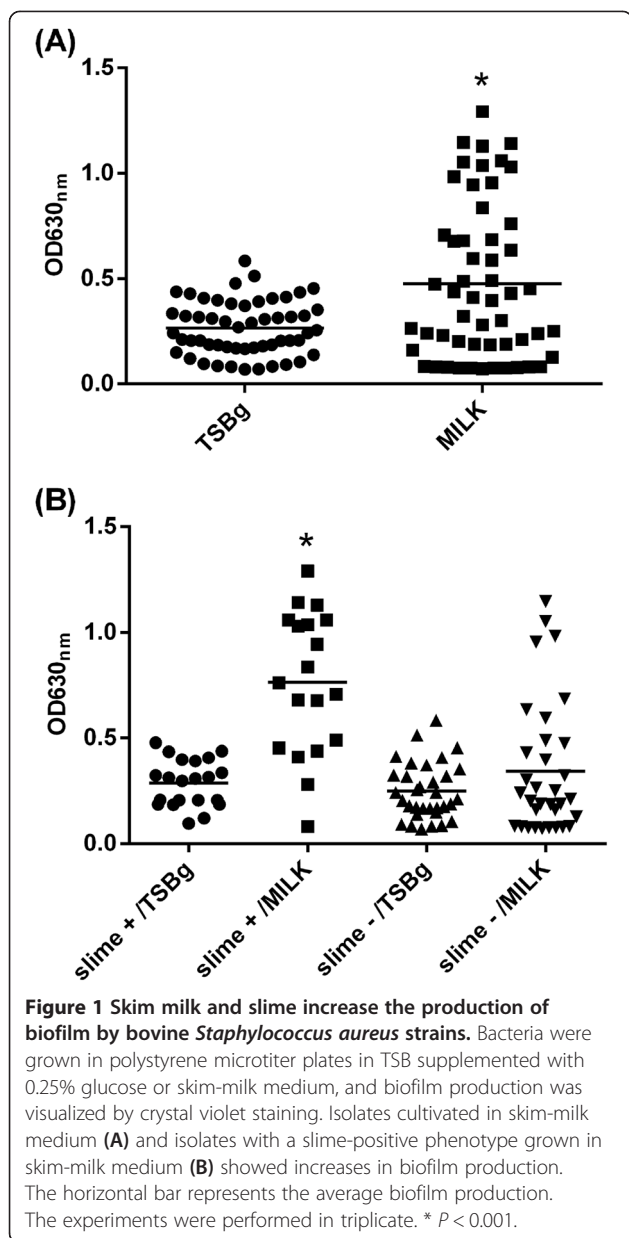 (A)
1.5
*
1.0
OD630nm
0.5
0.0
TSBg
MILK
(B)
1.5
*
1.0
OD630nm
0.5
0.0
slime + /TSBg
slime + /MILK
slime - /TSBg
slime - /MILK
Figure 1 Skim milk and slime increase the production of
biofilm by bovine Staphylococcus aureus strains. Bacteria were
grown in polystyrene microtiter plates in TSB supplemented with
0.25% glucose or skim-milk medium, and biofilm production was
visualized by crystal violet staining. Isolates cultivated in skim-milk
medium (A) and isolates with a slime-positive phenotype grown in
skim-milk medium (B) showed increases in biofilm production.
The horizontal bar represents the average biofilm production.
The experiments were performed in triplicate. * P < 0.001.